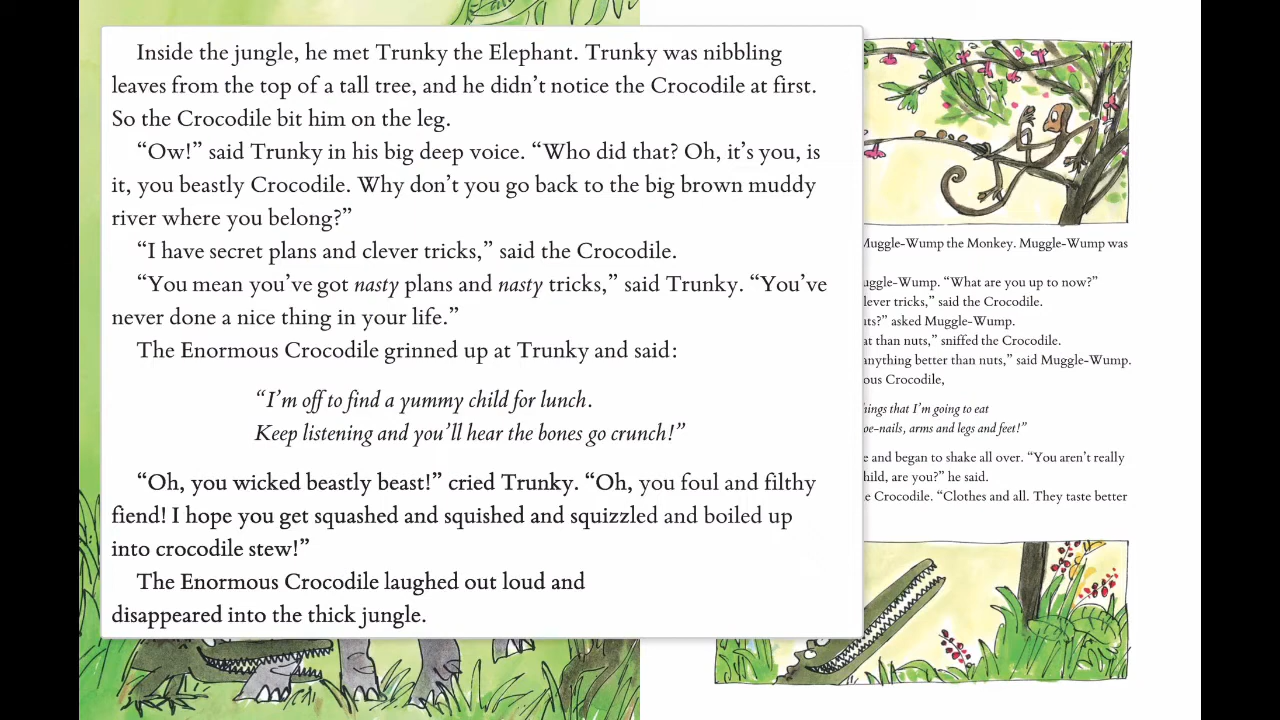 Inside the jungle, he met Trunky the Elephant. Trunky was nibbling
leaves from the top of a tall tree, and he didn’t notice the Crocodile at first.
So the Crocodile bit him on the leg.
“Ow!” said Trunky in his big deep voice. “Who did that? Oh, it’s you, is
it, you beastly Crocodile. Why don’t you go back to the big brown muddy
river where you belong?”
“I have secret plans and clever tricks,” said the Crocodile.
“You mean you’ve got nasty plans and nasty tricks,” said Trunky. “You’ve
never done a nice thing in your life.”
The Enormous Crocodile grinned up at Trunky and said:
“I’m off to find a yummy child for lunch.
Keep listening and you’ll hear the bones go crunch!”
“Oh, you wicked beastly beast!” cried Trunky. “Oh, you foul and filthy
fiend! I hope you get squashed and squished and squizzled and boiled up
into crocodile stew!”
The Enormous Crocodile laughed out loud and
disappeared into the thick jungle.
Muggle-Wump the Monkey. Muggle-Wump was
Wump. “What are you up to now?”
tricks,” said the Crocodile.
asked Muggle-Wump.
than nuts,” sniffed the Crocodile.
anything better than nuts,” said Muggle-Wump.
Crocodile,
that I’m going to eat
arms and legs and feet!”
and began to shake all over. “You aren’t really
are you?” he said.
Crocodile. “Clothes and all. They taste better